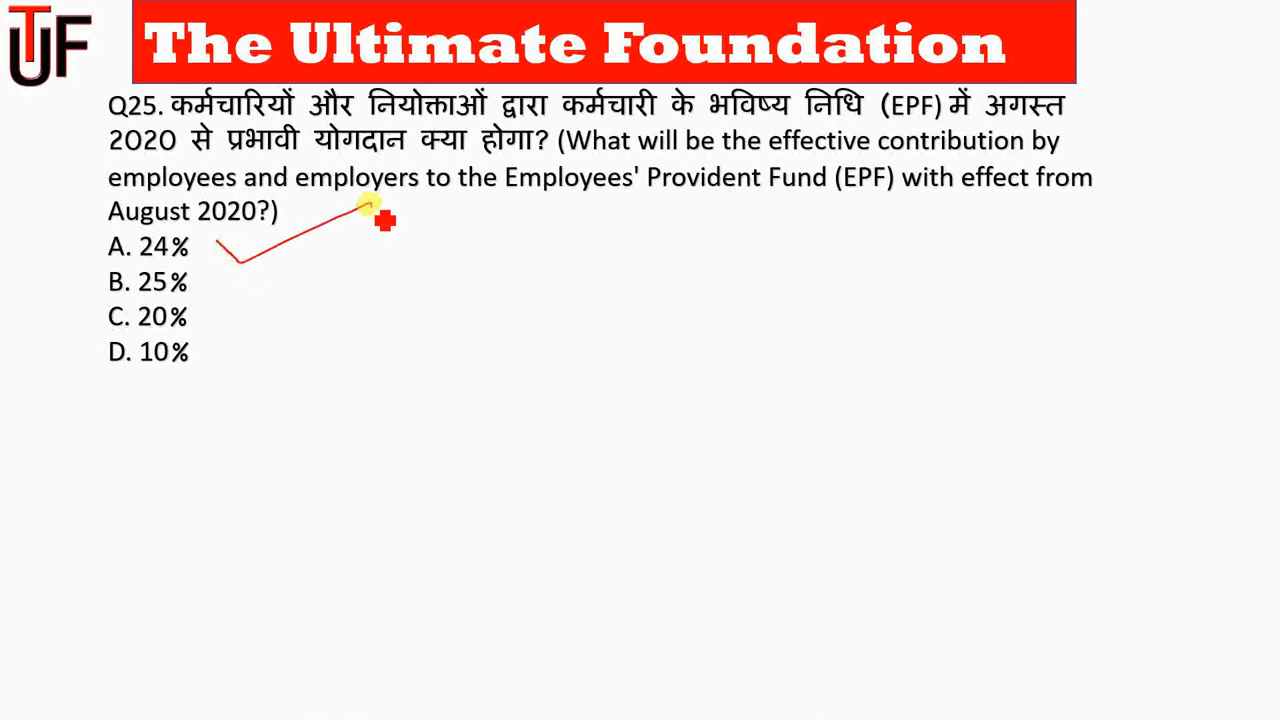 TUF
The Ultimate Foundation
Q25. कर्मचारियों और नियोक्ताओं द्वारा कर्मचारी के भविष्य निधि (EPF) में अगस्त
2020 से प्रभावी योगदान क्या होगा? (What will be the effective contribution by
employees and employers to the Employees' Provident Fund (EPF) with effect from
August 2020?)
A. 24%
B. 25%
C. 20%
D. 10%